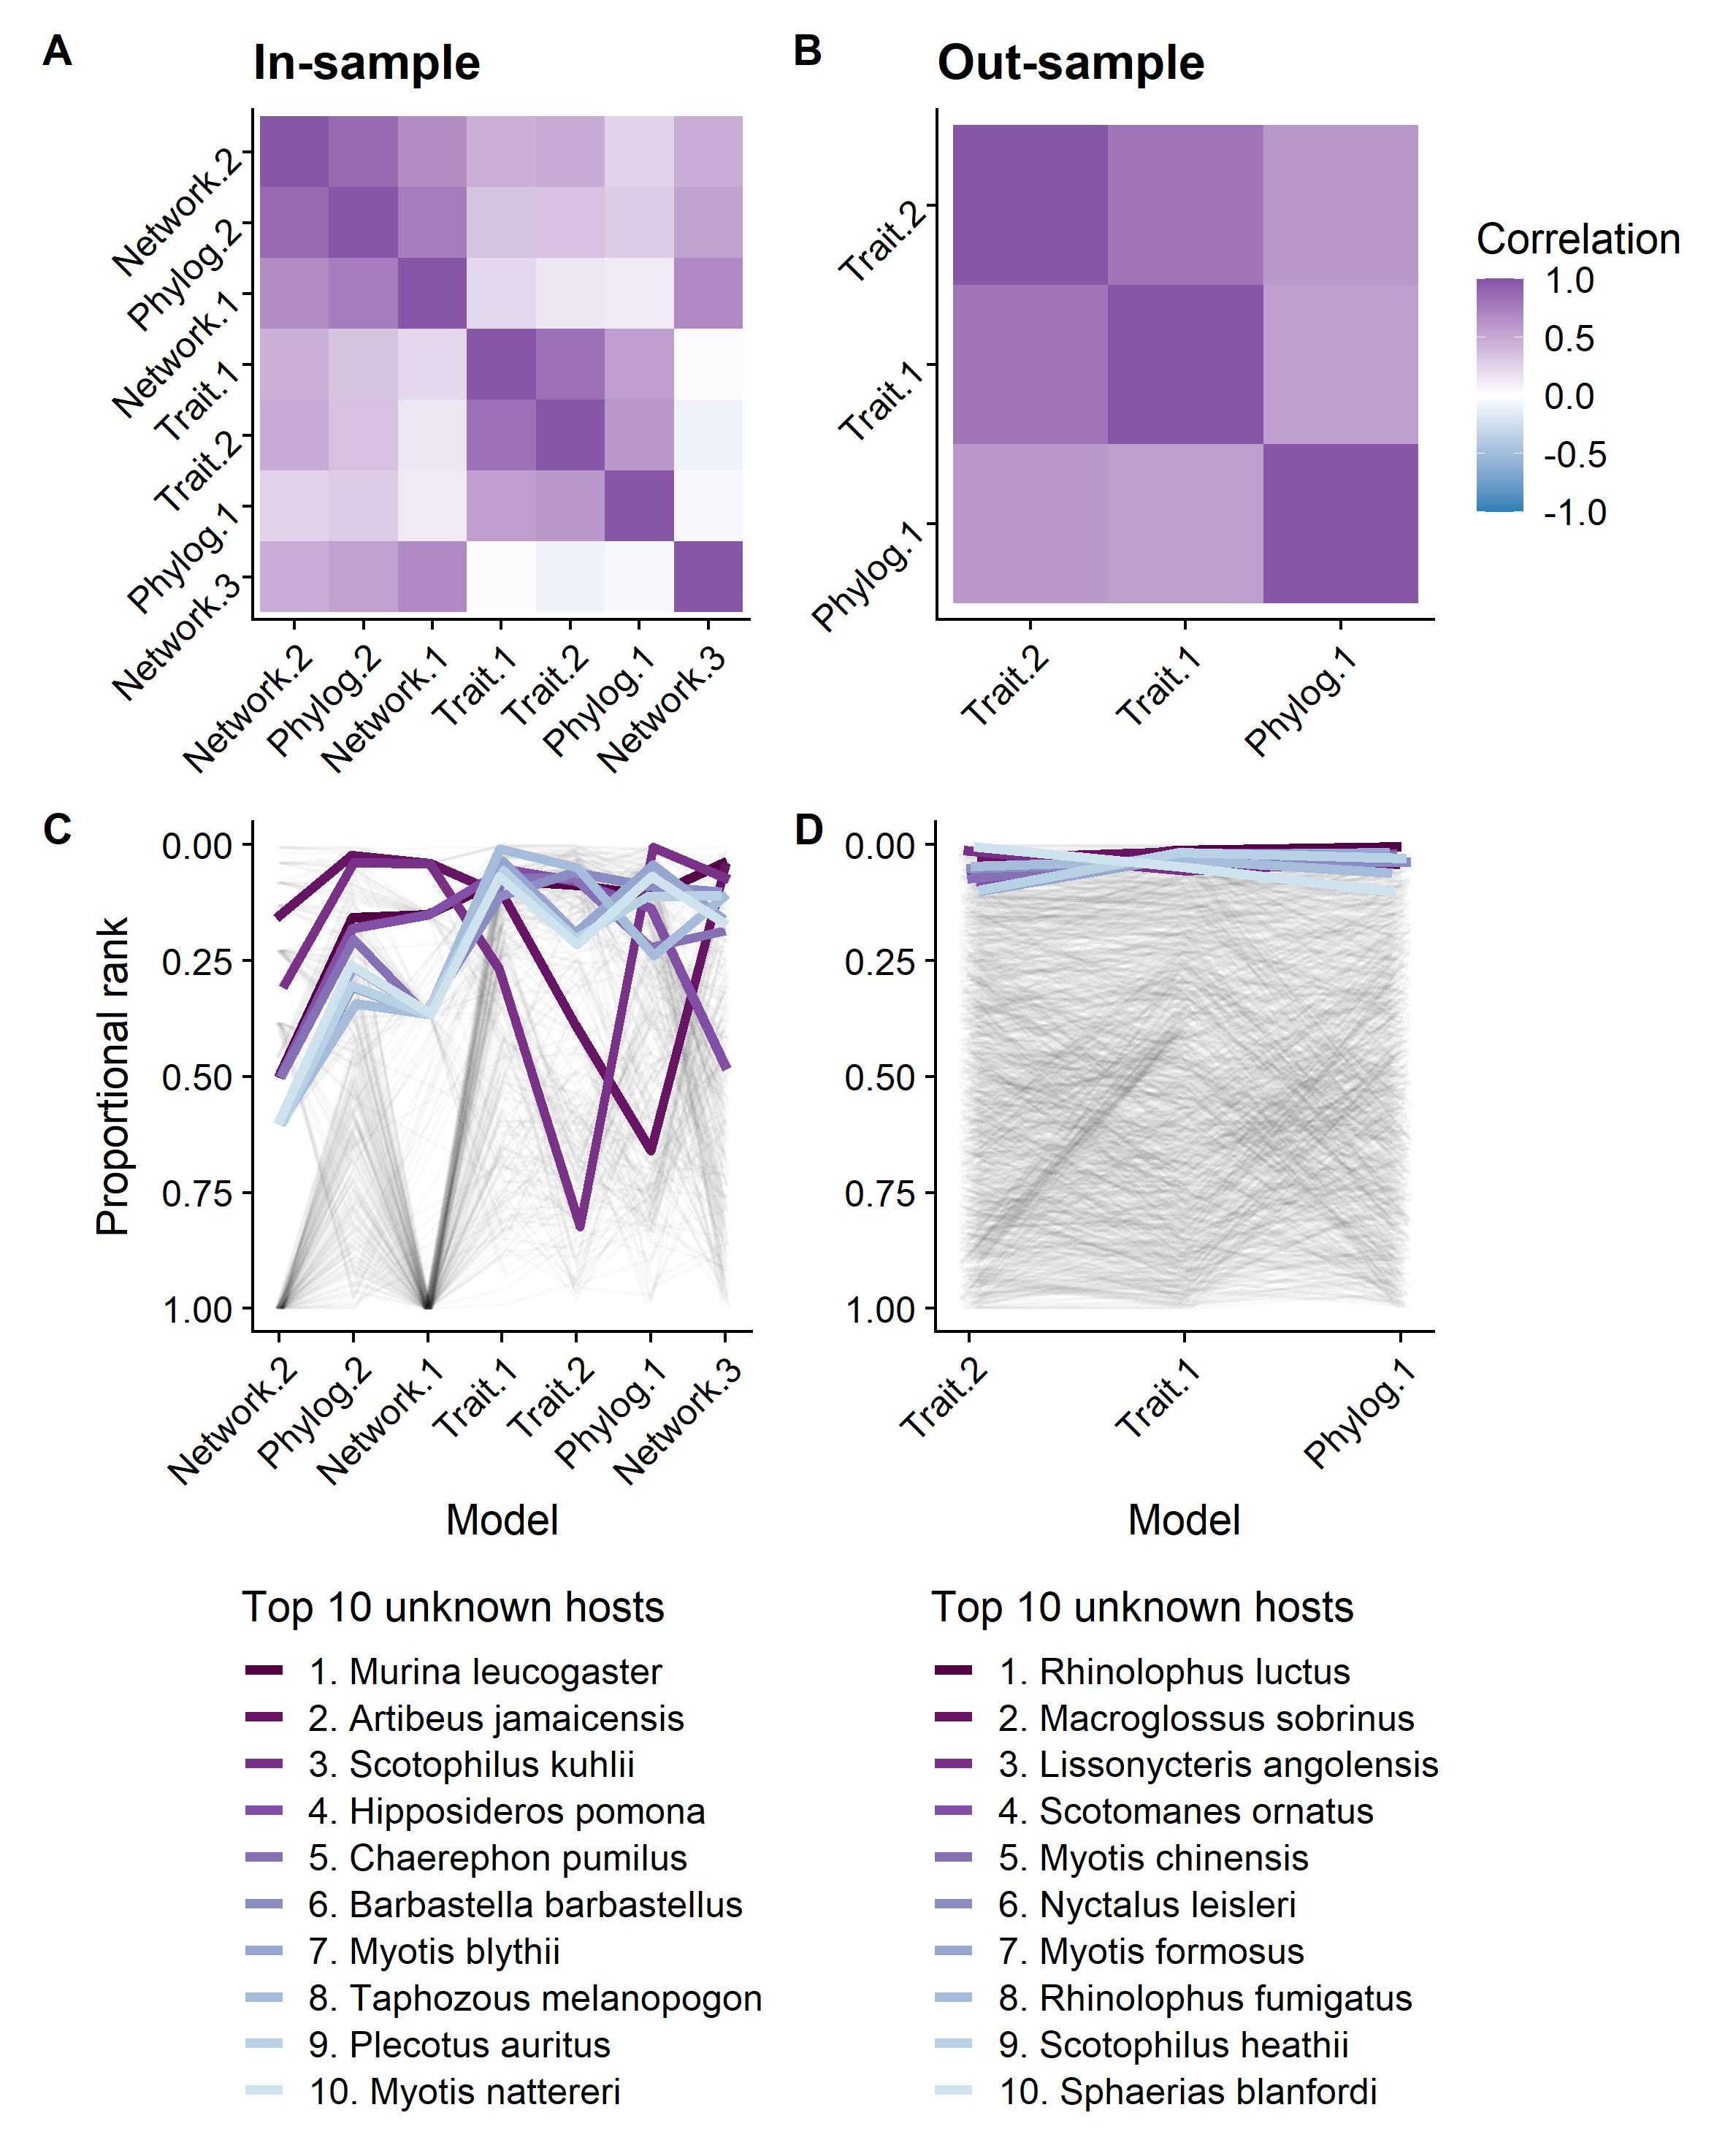 A
In-sample
B
Out-sample
Network.2
Phylog.2
Network.1
Trait.1
Trait.2
Phylog.1
Network.3
Network.2
Phylog.2
Network.1
Trait.1
Trait.2
Phylog.1
Network.3
Trait.2
Trait.1
Phylog.1
Trait.2
Trait.1
Phylog.1
Correlation
1.0
0.5
0.0
-0.5
-1.0
C
Proportional rank
0.00
0.25
0.50
0.75
1.00
Network.2
Phylog.2
Network.1
Trait.1
Trait.2
Phylog.1
Network.3
Model
D
0.00
0.25
0.50
0.75
1.00
Trait.2
Trait.1
Phylog.1
Model
Top 10 unknown hosts
1. Murina leucogaster
2. Artibeus jamaicensis
3. Scotophilus kuhlii
4. Hipposideros pomona
5. Chaerephon pumilus
6. Barbastella barbastellus
7. Myotis blythii
8. Taphozous melanopogon
9. Plecotus auritus
10. Myotis nattereri
Top 10 unknown hosts
1. Rhinolophus luctus
2. Macroglossus sobrinus
3. Lissonycteris angolensis
4. Scotomanes ornatus
5. Myotis chinensis
6. Nyctalus leisleri
7. Myotis formosus
8. Rhinolophus fumigatus
9. Scotophilus heathii
10. Sphaerias blanfordi